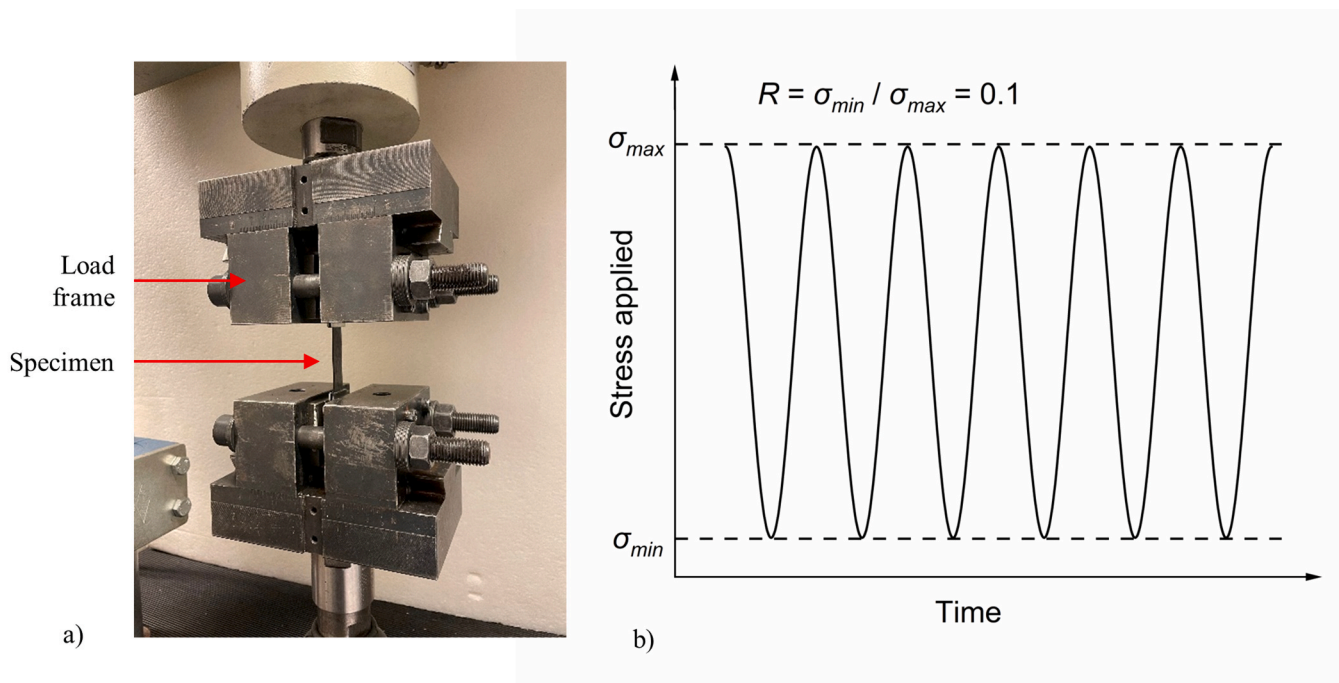 Load
frame
Specimen
a)
R = σmin / σmax = 0.1
σmax
Stress applied
σmin
Time
b)